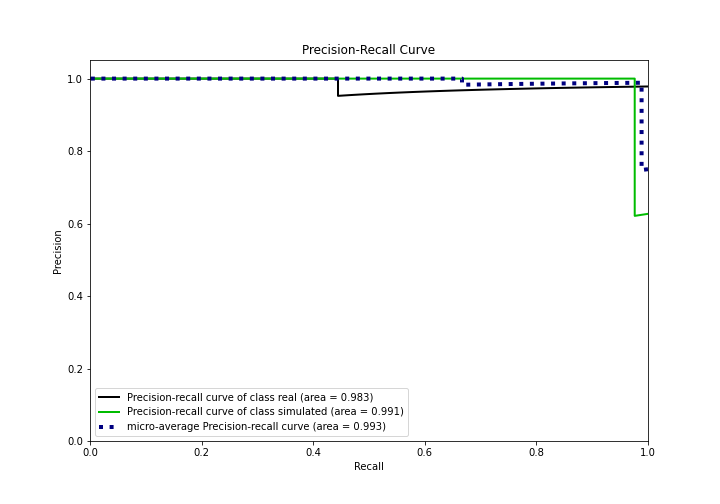 Precision-Recall Curve
1.0
0.8
0.6
0.4
0.2
0.0
Precision
Precision-recall curve of class real (area = 0.983)
Precision-recall curve of class simulated (area = 0.991)
micro-average Precision-recall curve (area = 0.993)
0.0 0.2 0.4 0.6 0.8 1.0
Recall